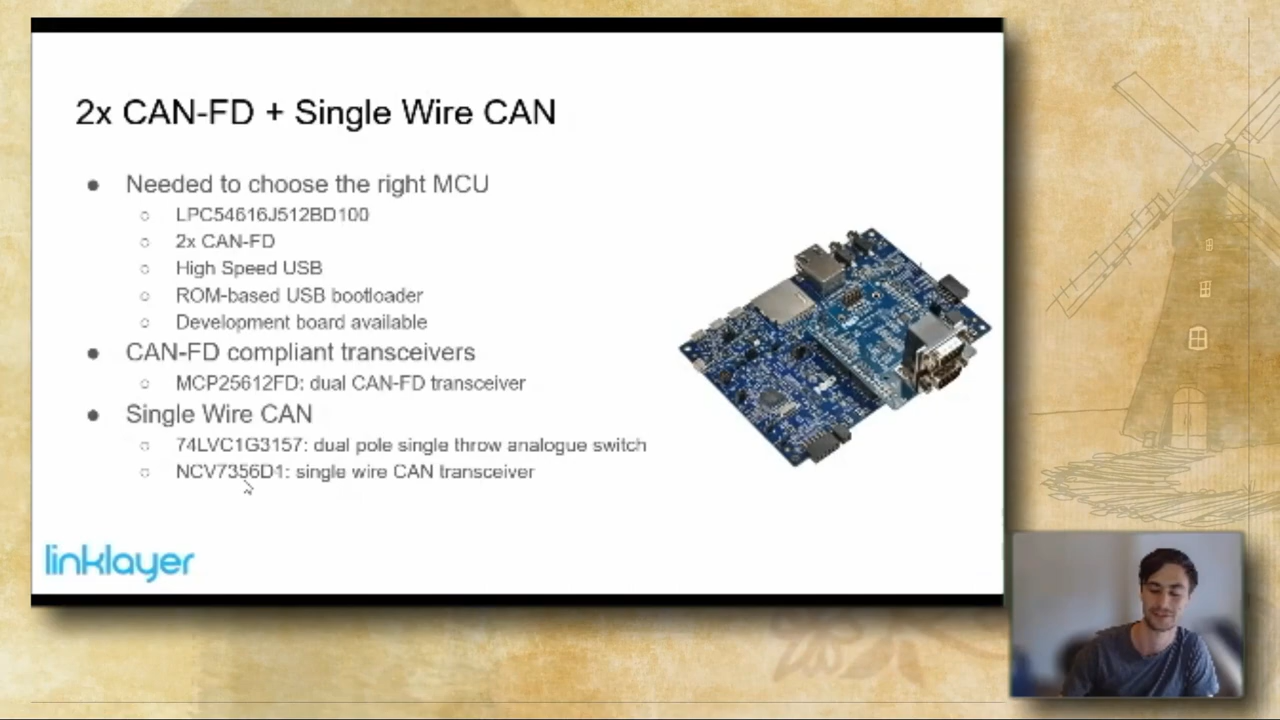 2x CAN-FD + Single Wire CAN
Needed to choose the right MCU
LPC54616J512BD100
2x CAN-FD
High Speed USB
ROM-based USB bootloader
Development board available
CAN-FD compliant transceivers
MCP25612FD: dual CAN-FD transceiver
Single Wire CAN
74LVC1G3157: dual pole single throw analogue switch
NCV7356D1: single wire CAN transceiver
linklayer